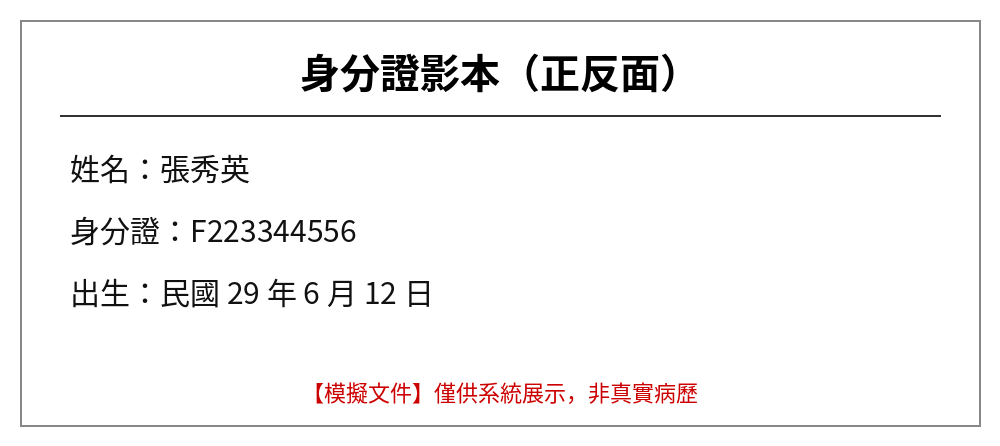 身分證影本（正反面）
姓名：張秀英
身分證：F223344556
出生：民國 29 年 6 月 12 日
【模擬文件】僅供系統展示，非真實病歷